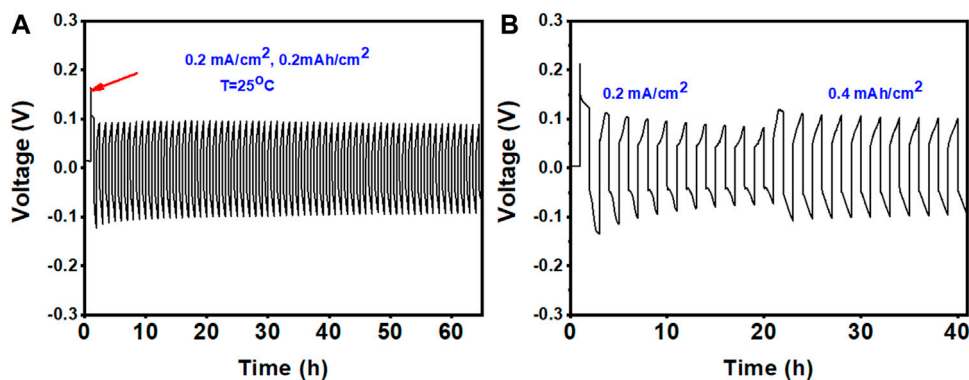 A
0.3
0.2
0.1
0.0
-0.1
-0.2
-0.3
Voltage (V)
0.2 mA/cm², 0.2mAh/cm²
T=25°C
0 10 20 30 40 50 60
Time (h)
B
0.3
0.2
0.1
0.0
-0.1
-0.2
-0.3
Voltage (V)
0.2 mA/cm² 0.4 mAh/cm²
0 10 20 30 40
Time (h)